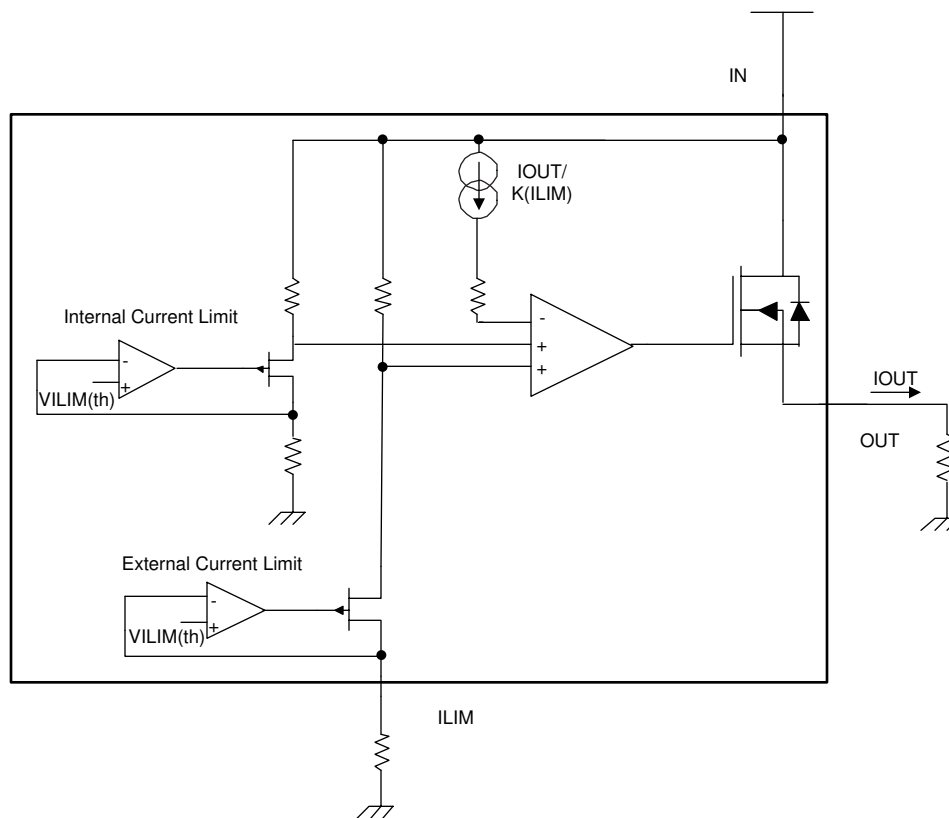 IN
IOUT/
K(ILIM)
-
+
+
Internal Current Limit
-
+
VILIM(th)
IOUT
OUT
External Current Limit
-
+
VILIM(th)
ILIM